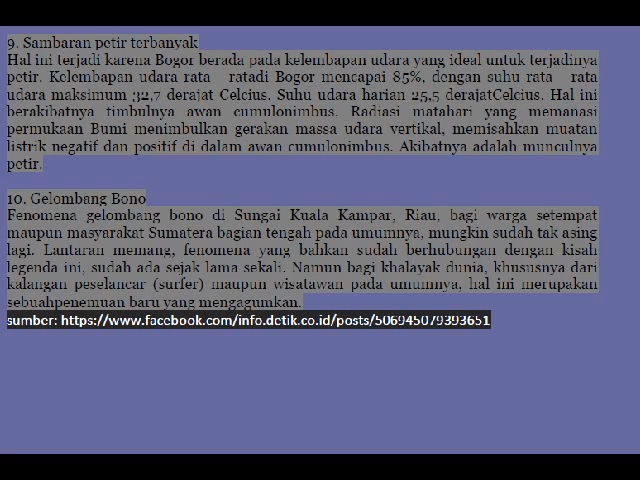 9. Sambaran petir terbanyak
Hal ini terjadi karena Bogor berada pada kelembapan udara yang ideal untuk terjadinya
petir. Kelembapan udara rata – ratadi Bogor mencapai 85%, dengan suhu rata – rata
udara maksimum 32,7 derajat Celcius. Suhu udara harian 25,5 derajatCelcius. Hal ini
berakibatnya timbulnya awan cumulonimbus. Radiasi matahari yang memanasi
permukaan Bumi menimbulkan gerakan massa udara vertikal, memisahkan muatan
listrik negatif dan positif di dalam awan cumulonimbus. Akibatnya adalah munculnya
petir.
10. Gelombang Bono
Fenomena gelombang bono di Sungai Kuala Kampar, Riau, bagi warga setempat
maupun masyarakat Sumatera bagian tengah pada umumnya, mungkin sudah tak asing
lagi. Lantaran memang, fenomena yang bahkan sudah berhubungan dengan kisah
legenda ini, sudah ada sejak lama sekali. Namun bagi khalayak dunia, khususnya dari
kalangan peselancar (surfer) maupun wisatawan pada umumnya, hal ini merupakan
sebuahpenemuan baru yang mengagumkan.
sumber: https://www.facebook.com/info.detik.co.id/posts/506945079393651